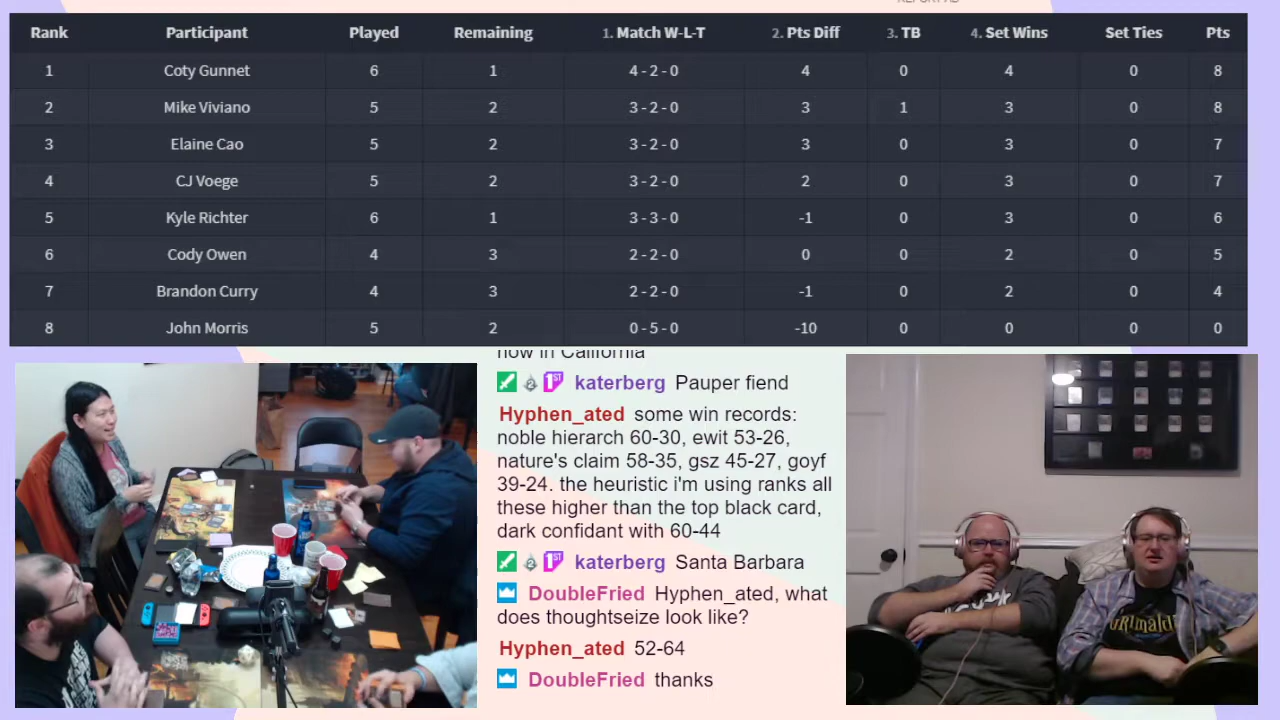 Rank Participant Played Remaining 1. Match W-L-T 2. Pts Diff 3. TB 4. Set Wins Set Ties Pts
1 Coty Gunnet 6 1 4 - 2 - 0 4 0 4 0 8
2 Mike Viviano 5 2 3 - 2 - 0 3 1 3 0 8
3 Elaine Cao 5 2 3 - 2 - 0 3 0 3 0 7
4 CJ Voege 5 2 3 - 2 - 0 2 0 3 0 7
5 Kyle Richter 6 1 3 - 3 - 0 -1 0 3 0 6
6 Cody Owen 4 3 2 - 2 - 0 0 0 2 0 5
7 Brandon Curry 4 3 2 - 2 - 0 -1 0 2 0 4
8 John Morris 5 2 0 - 5 - 0 -10 0 0 0 0
now in California
katerberg Pauper fiend
Hyphen_ated some win records:
noble hierarch 60-30, ewit 53-26,
nature's claim 58-35, gsz 45-27, goyf
39-24. the heuristic i'm using ranks all
these higher than the top black card,
dark confidant with 60-44
katerberg Santa Barbara
DoubleFried Hyphen_ated, what
does thoughtseize look like?
Hyphen_ated 52-64
DoubleFried thanks